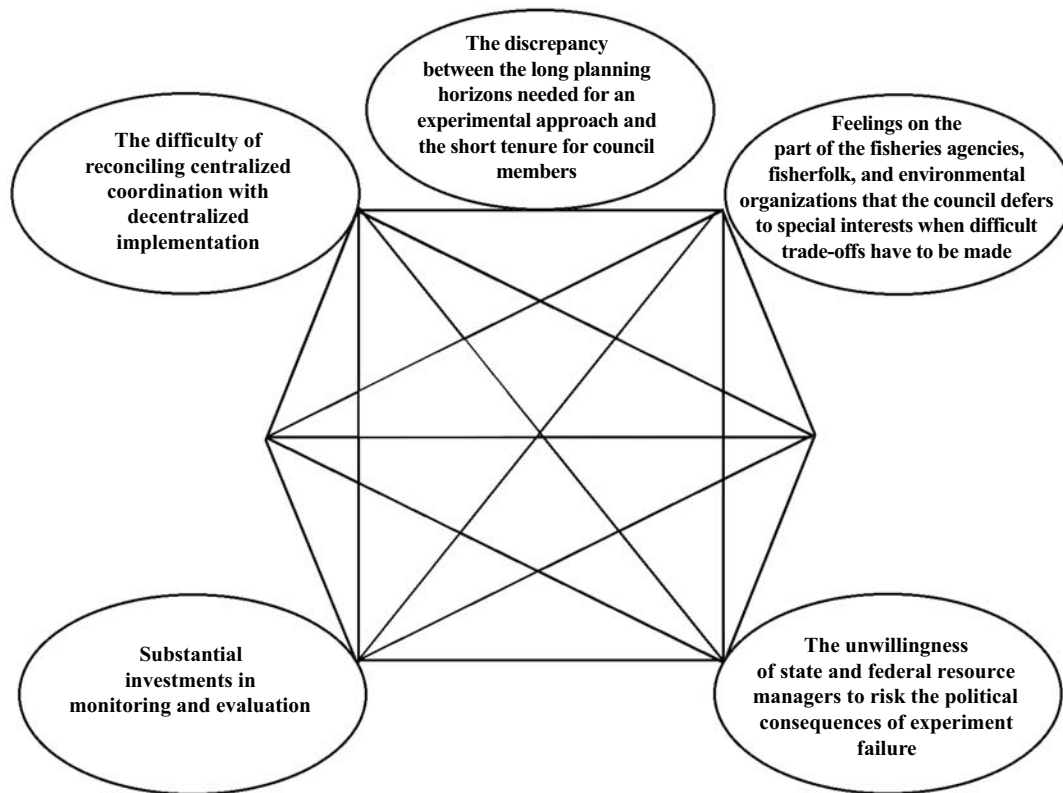 The discrepancy
between the long planning
horizons needed for an
experimental approach and
the short tenure for council
members
The difficulty of
reconciling centralized
coordination with
decentralized
implementation
Feelings on the
part of the fisheries agencies,
fisherfolk, and environmental
organizations that the council defers
to special interests when difficult
trade-offs have to be made
Substantial
investments in
monitoring and evaluation
The unwillingness
of state and federal resource
managers to risk the political
consequences of experiment
failure